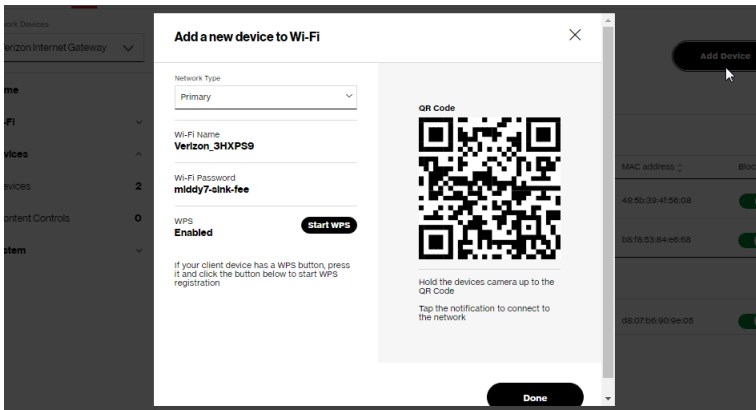 Network Devices
Verizon Internet Gateway
Add a new device to Wi-Fi
Add Device
Network Type
Primary
QR Code
Wi-Fi Name
Verizon_3HXPS9
Wi-Fi Password
middy7-sink-fee
WPS
Enabled
Start WPS
If your client device has a WPS button, press
it and click the button below to start WPS
registration
Hold the devices camera up to the
QR Code
Tap the notification to connect to
the network
Done
2
Content Controls
0
MAC address
48:5b:39:4f:56:08
b8:f8:53:84:e6:68
d8:07:b6:90:9e:05